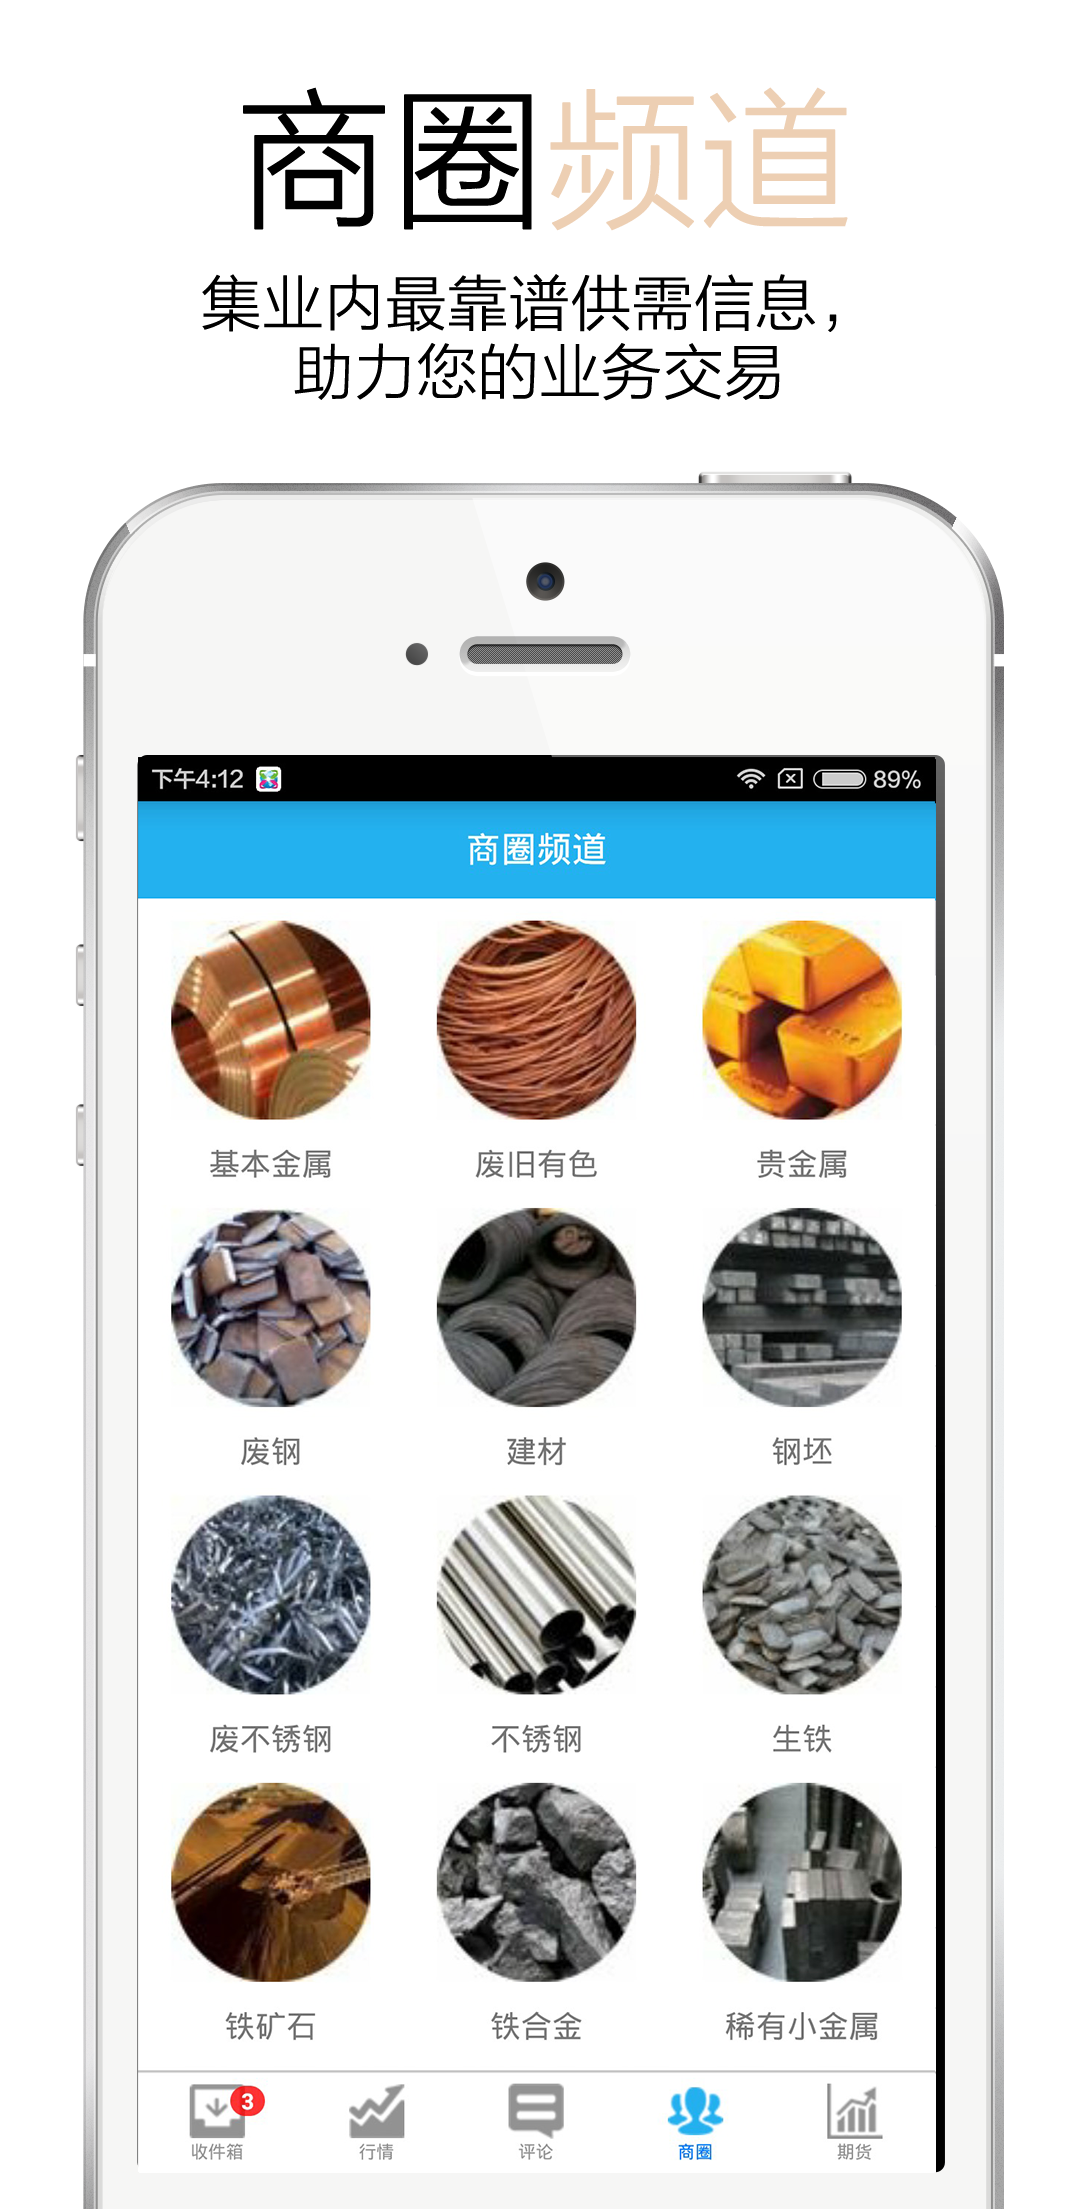 商圈频道
集业内最靠谱供需信息，
助力您的业务交易
下午4:12
89%
商圈频道
基本金属 废旧有色 贵金属
废钢 建材 钢坯
废不锈钢 不锈钢 生铁
铁矿石 铁合金 稀有小金属
3
收件箱 行情 评论 商圈 期货